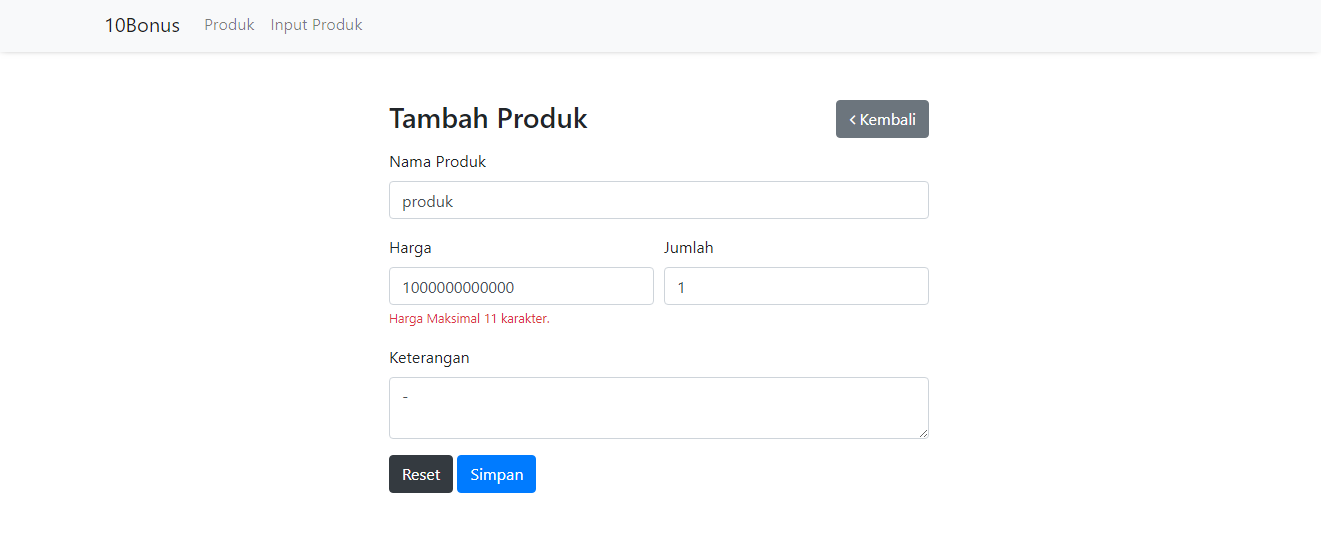 10Bonus Produk Input Produk
Tambah Produk
Kembali
Nama Produk
produk
Harga Jumlah
1000000000000 1
Harga Maksimal 11 karakter.
Keterangan
-
Reset Simpan